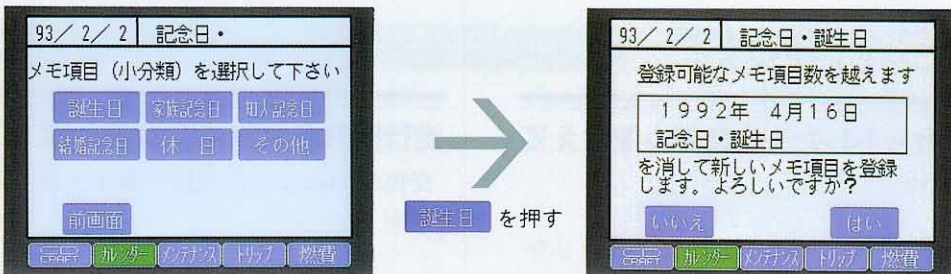 93/ 2/ 2 記念日・
メモ項目（小分類）を選択して下さい
誕生日 家族記念日 知人記念日
結婚記念日 休 日 その他
前画面
カレンダー メンテナンス トリップ 燃費
誕生日 を押す
93/ 2/ 2 記念日・誕生日
登録可能なメモ項目数を越えます
1992年 4月16日
記念日・誕生日
を消して新しいメモ項目を登録
します。よろしいですか?
いいえ はい
カレンダー メンテナンス トリップ 燃費